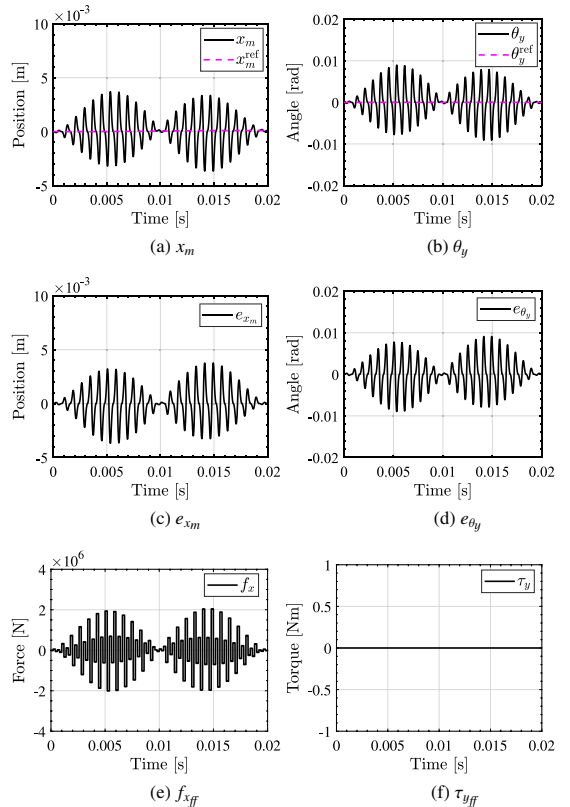 ×10⁻³
10
5
0
-5
Position [m]
x_m
x_m^ref
0 0.005 0.01 0.015 0.02
Time [s]
(a) x_m
0.02
0.01
0
-0.01
-0.02
Angle [rad]
θ_y
θ_y^ref
0 0.005 0.01 0.015 0.02
Time [s]
(b) θ_y
×10⁻³
10
5
0
-5
Position [m]
e_{x_m}
0 0.005 0.01 0.015 0.02
Time [s]
(c) e_{x_m}
0.02
0.01
0
-0.01
-0.02
Angle [rad]
e_{θ_y}
0 0.005 0.01 0.015 0.02
Time [s]
(d) e_{θ_y}
×10⁶
4
2
0
-2
-4
Force [N]
f_x
0 0.005 0.01 0.015 0.02
Time [s]
(e) f_{x_{ff}}
1
0.5
0
-0.5
-1
Torque [Nm]
τ_y
0 0.005 0.01 0.015 0.02
Time [s]
(f) τ_{y_{ff}}